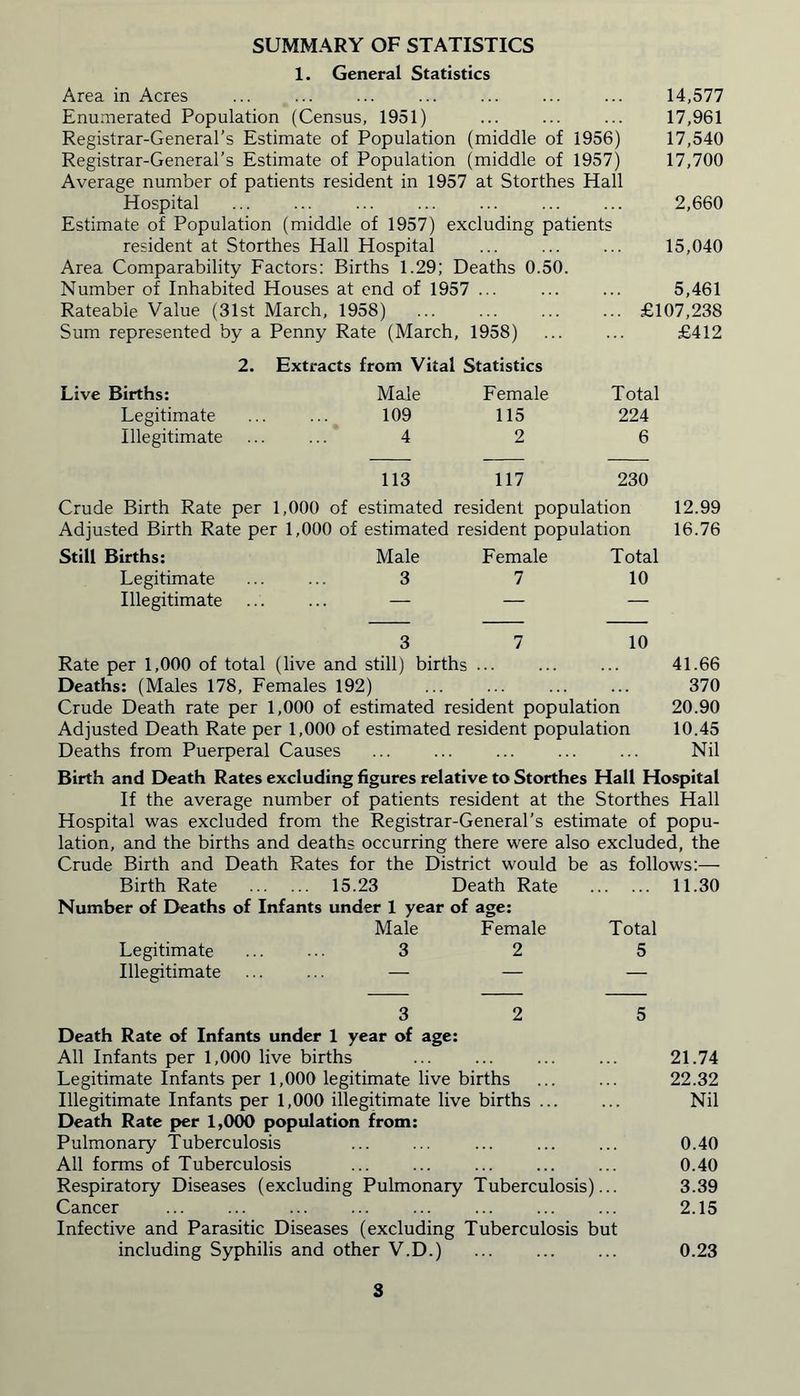 SUMMARY OF STATISTICS
1. General Statistics
Area in Acres ... ... ... ... ... ... ... 14,577
Enumerated Population (Census, 1951) ... ... ... 17,961
Registrar-General's Estimate of Population (middle of 1956) 17,540
Registrar-General's Estimate of Population (middle of 1957) 17,700
Average number of patients resident in 1957 at Storthes Hall
Hospital ... ... ... ... ... ... ... 2,660
Estimate of Population (middle of 1957) excluding patients
resident at Storthes Hall Hospital ... ... ... 15,040
Area Comparability Factors: Births 1.29; Deaths 0.50.
Number of Inhabited Houses at end of 1957 ... ... ... 5,461
Rateable Value (31st March, 1958) ... ... ... ... £107,238
Sum represented by a Penny Rate (March, 1958) ... ... £412
2. Extracts from Vital Statistics
Live Births: Male Female Total
Legitimate ... ... 109 115 224
Illegitimate ... ... 4 2 6
113 117 230
Crude Birth Rate per 1,000 of estimated resident population 12.99
Adjusted Birth Rate per 1,000 of estimated resident population 16.76
Still Births: Male Female Total
Legitimate ... ... 3 7 10
Illegitimate ... ... — — —
3 7 10
Rate per 1,000 of total (live and still) births ... ... ... 41.66
Deaths: (Males 178, Females 192) ... ... ... ... 370
Crude Death rate per 1,000 of estimated resident population 20.90
Adjusted Death Rate per 1,000 of estimated resident population 10.45
Deaths from Puerperal Causes ... ... ... ... ... Nil
Birth and Death Rates excluding figures relative to Storthes Hall Hospital
If the average number of patients resident at the Storthes Hall
Hospital was excluded from the Registrar-General's estimate of popu-
lation, and the births and deaths occurring there were also excluded, the
Crude Birth and Death Rates for the District would be as follows:—
Birth Rate ... ... 15.23 Death Rate ... ... 11.30
Number of Deaths of Infants under 1 year of age:
Male Female Total
Legitimate ... ... 3 2 5
Illegitimate ... ... — — —
3 2 5
Death Rate of Infants under 1 year of age:
All Infants per 1,000 live births ... ... ... ... 21.74
Legitimate Infants per 1,000 legitimate live births ... ... 22.32
Illegitimate Infants per 1,000 illegitimate live births ... ... Nil
Death Rate per 1,000 population from:
Pulmonary Tuberculosis ... ... ... ... ... 0.40
All forms of Tuberculosis ... ... ... ... ... 0.40
Respiratory Diseases (excluding Pulmonary Tuberculosis)... 3.39
Cancer ... ... ... ... ... ... ... ... 2.15
Infective and Parasitic Diseases (excluding Tuberculosis but
including Syphilis and other V.D.) ... ... ... 0.23
3